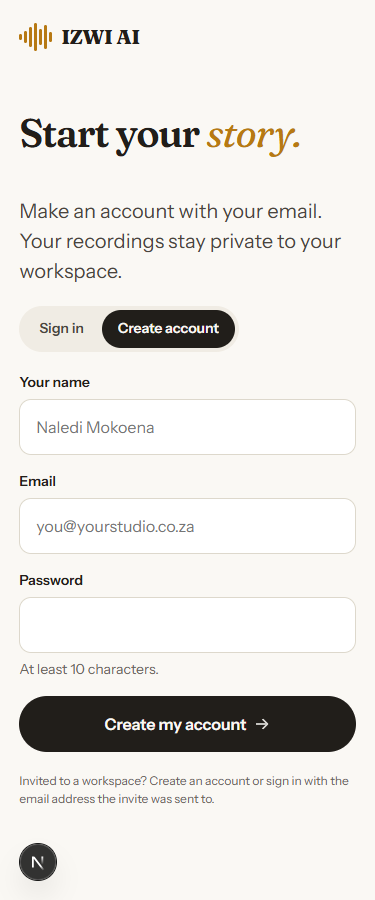 IZWI AI
Start your story.
Make an account with your email.
Your recordings stay private to your
workspace.
Sign in
Create account
Your name
Naledi Mokoena
Email
you@yourstudio.co.za
Password
At least 10 characters.
Create my account →
Invited to a workspace? Create an account or sign in with the
email address the invite was sent to.
N